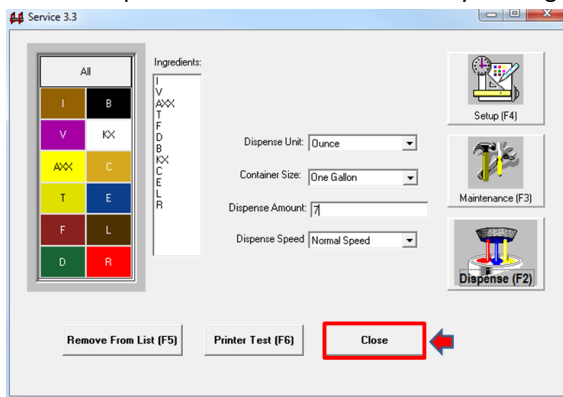 Service 3.3
All
I B
V KX
AXX C
T E
F L
D R
Ingredients:
I
V
AXX
T
F
D
B
KX
C
E
L
R
Dispense Unit: Ounce
Container Size: One Gallon
Dispense Amount: 7
Dispense Speed Normal Speed
Setup (F4)
Maintenance (F3)
Dispense (F2)
Remove From List (F5) Printer Test (F6) Close